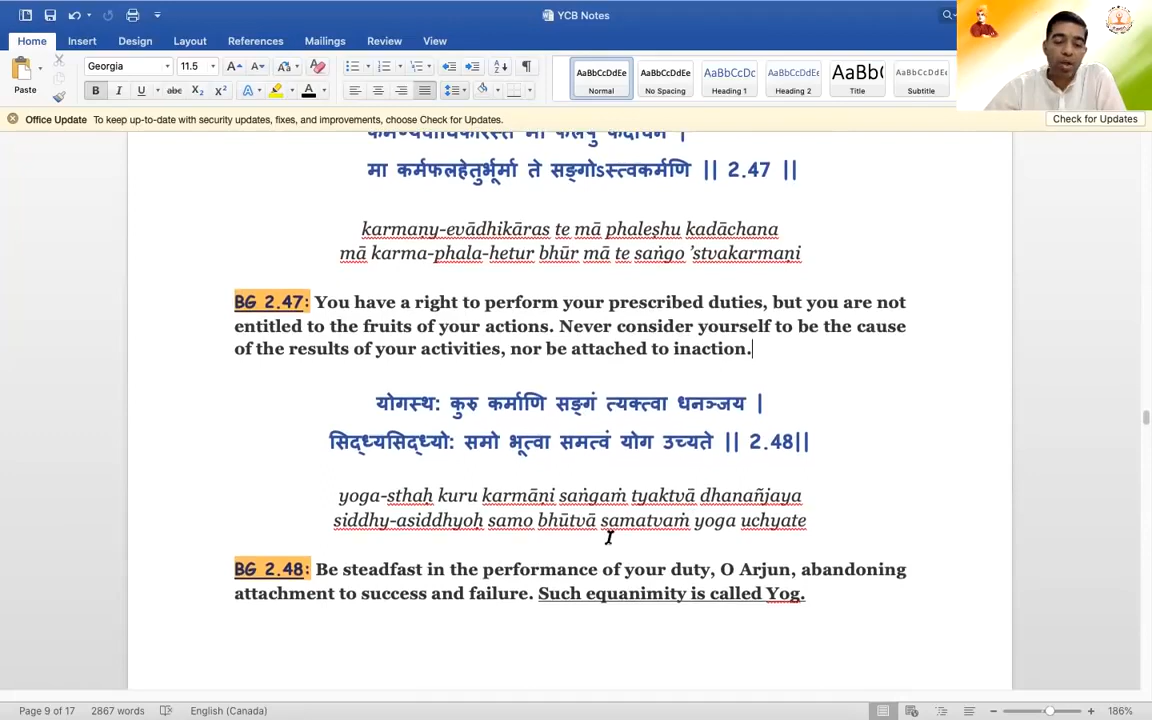 YCB Notes
Home Insert Design Layout References Mailings Review View
Paste
Georgia 11.5
B I U abc X₂ X² A A
AaBbCcDdEe AaBbCcDdEe AaBbCcDc AaBbCcDdEe AaBb( AaBbCcDdEe
Normal No Spacing Heading 1 Heading 2 Title Subtitle
Office Update To keep up-to-date with security updates, fixes, and improvements, choose Check for Updates.
Check for Updates
मा कर्मफलहेतुर्भूर्मा ते सङ्गोऽस्त्वकर्मणि || 2.47 ||
karmaṇy-evādhikāras te mā phaleṣhu kadāchana
mā karma-phala-hetur bhūr mā te saṅgo ’stvakarmaṇi
BG 2.47: You have a right to perform your prescribed duties, but you are not
entitled to the fruits of your actions. Never consider yourself to be the cause
of the results of your activities, nor be attached to inaction.
योगस्थ: कुरु कर्माणि सङ्गं त्यक्त्वा धनञ्जय |
सिद्ध्यसिद्ध्यो: समो भूत्वा समत्वं योग उच्यते || 2.48||
yoga-sthaḥ kuru karmāṇi saṅgaṁ tyaktvā dhanañjaya
siddhy-asiddhyoḥ samo bhūtvā samatvaṁ yoga uchyate
BG 2.48: Be steadfast in the performance of your duty, O Arjun, abandoning
attachment to success and failure. Such equanimity is called Yog.
Page 9 of 17 2867 words English (Canada) 186%